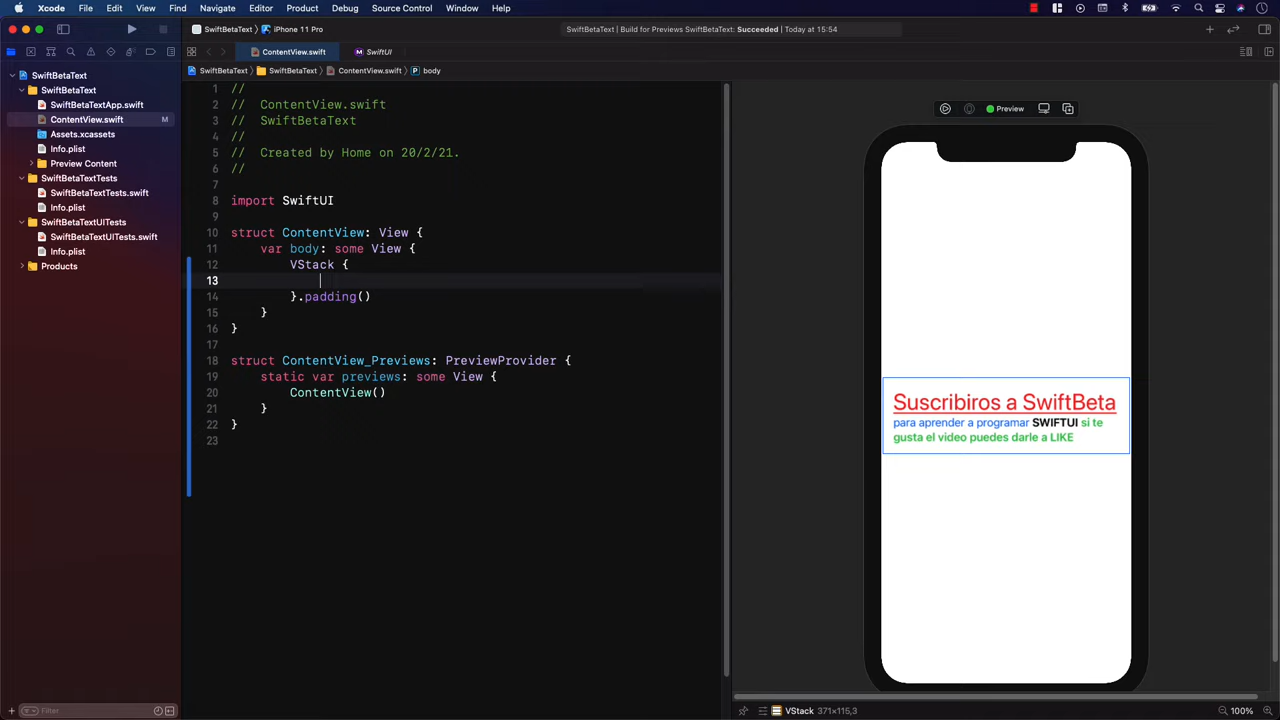 Xcode File Edit View Find Navigate Editor Product Debug Source Control Window Help
SwiftBetaText iPhone 11 Pro SwiftBetaText | Build for Previews SwiftBetaText: Succeeded | Today at 15:54
ContentView.swift SwiftUI
SwiftBetaText SwiftBetaText ContentView.swift P body
SwiftBetaText
SwiftBetaText
SwiftBetaTextApp.swift
ContentView.swift M
Assets.xcassets
Info.plist
Preview Content
SwiftBetaTextTests
SwiftBetaTextTests.swift
Info.plist
SwiftBetaTextUITests
SwiftBetaTextUITests.swift
Info.plist
Products
Filter
1 //
2 // ContentView.swift
3 // SwiftBetaText
4 //
5 // Created by Home on 20/2/21.
6 //
7
8 import SwiftUI
9
10 struct ContentView: View {
11 var body: some View {
12 VStack {
13
14 }.padding()
15 }
16 }
17
18 struct ContentView_Previews: PreviewProvider {
19 static var previews: some View {
20 ContentView()
21 }
22 }
23
Preview
Suscribiros a SwiftBeta
para aprender a programar SWIFTUI si te
gusta el video puedes darle a LIKE
VStack 371×115,3
100%